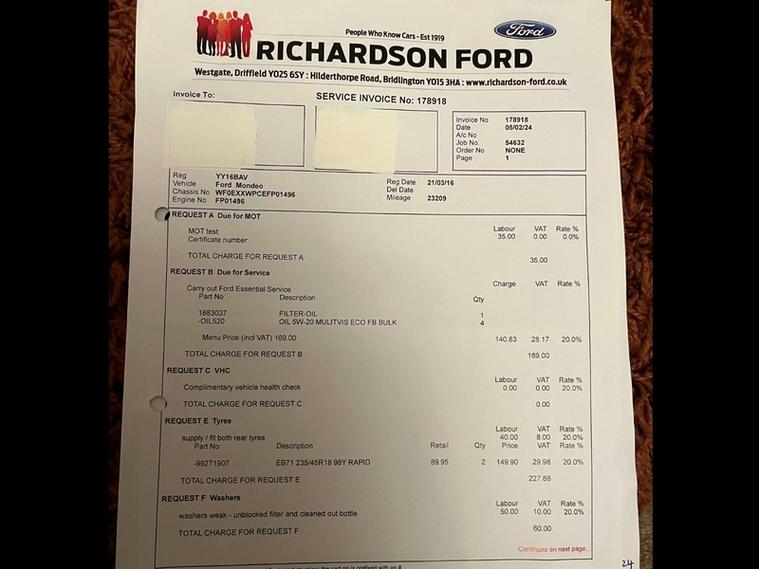 People Who Know Cars - Est 1919
Ford
RICHARDSON FORD
Westgate, Driffield YO25 6SY : Hilderthorpe Road, Bridlington YO15 3HA : www.richardson-ford.co.uk
Invoice To:
SERVICE INVOICE No: 178918
Invoice No 178918
Date 05/02/24
A/c No
Job No. 54632
Order No NONE
Page 1
Reg YY16BAV
Vehicle Ford Mondeo
Chassis No WF0EXXWPCEFP01496
Engine No FP01496
Reg Date 21/03/16
Del Date
Mileage 23209
REQUEST A Due for MOT
Labour VAT Rate %
MOT test 35.00 0.00 0.0%
Certificate number
TOTAL CHARGE FOR REQUEST A 35.00
REQUEST B Due for Service
Charge VAT Rate %
Carry out Ford Essential Service
Part No Description Qty
1883037 FILTER-OIL 1
-OIL520 OIL 5W-20 MULITVIS ECO FB BULK 4
Menu Price (incl VAT) 169.00 140.83 28.17 20.0%
TOTAL CHARGE FOR REQUEST B 169.00
REQUEST C VHC
Labour VAT Rate %
Complimentary vehicle health check 0.00 0.00 20.0%
TOTAL CHARGE FOR REQUEST C 0.00
REQUEST E Tyres
Labour VAT Rate %
supply / fit both rear tyres 40.00 8.00 20.0%
Part No Description Retail Qty Price VAT Rate %
-99271907 EB71 235/45R18 98Y RAPID 89.95 2 149.90 29.98 20.0%
TOTAL CHARGE FOR REQUEST E 227.88
REQUEST F Washers
Labour VAT Rate %
washers weak - unblocked filter and cleaned out bottle 50.00 10.00 20.0%
TOTAL CHARGE FOR REQUEST F 60.00
Continues on next page...
24